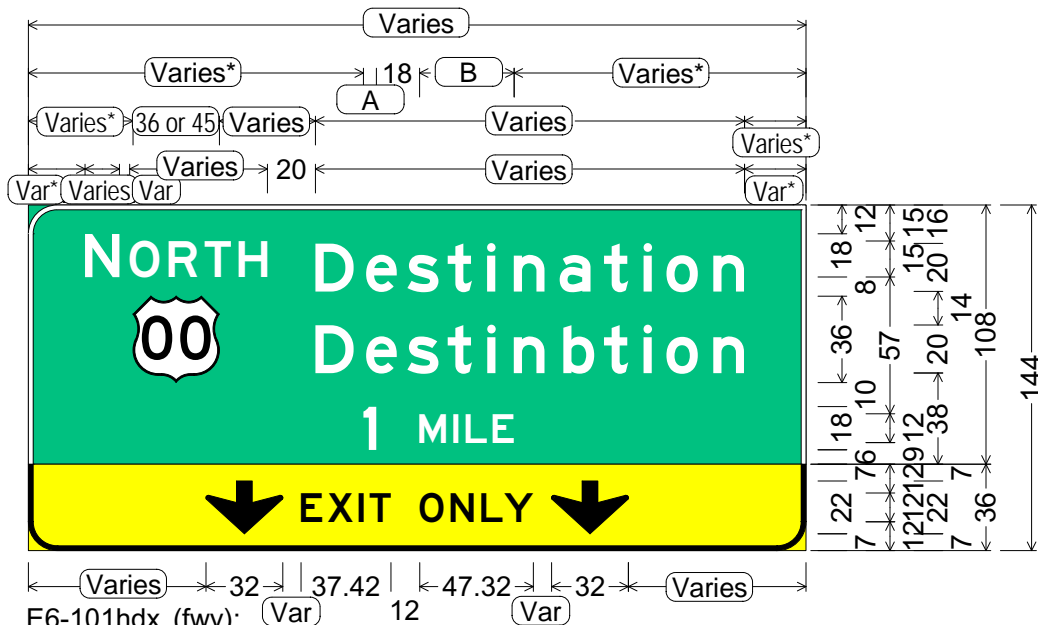 Varies
Varies* 18 B Varies*
A
Varies* 36 or 45 Varies Varies
Varies*
Varies 20 Varies
Var* Varies Var Var*
NORTH Destination
00 Destinbtion
1 MILE
EXIT ONLY
12 15 16
18 15 20
8 14
36 57 20 108 144
10
18 12 38
6 9
7 12 7
22 12 22 36
7 12 7
Varies 32 37.42 47.32 32 Varies
Var 12 Var
E6-101hdx (fwy);